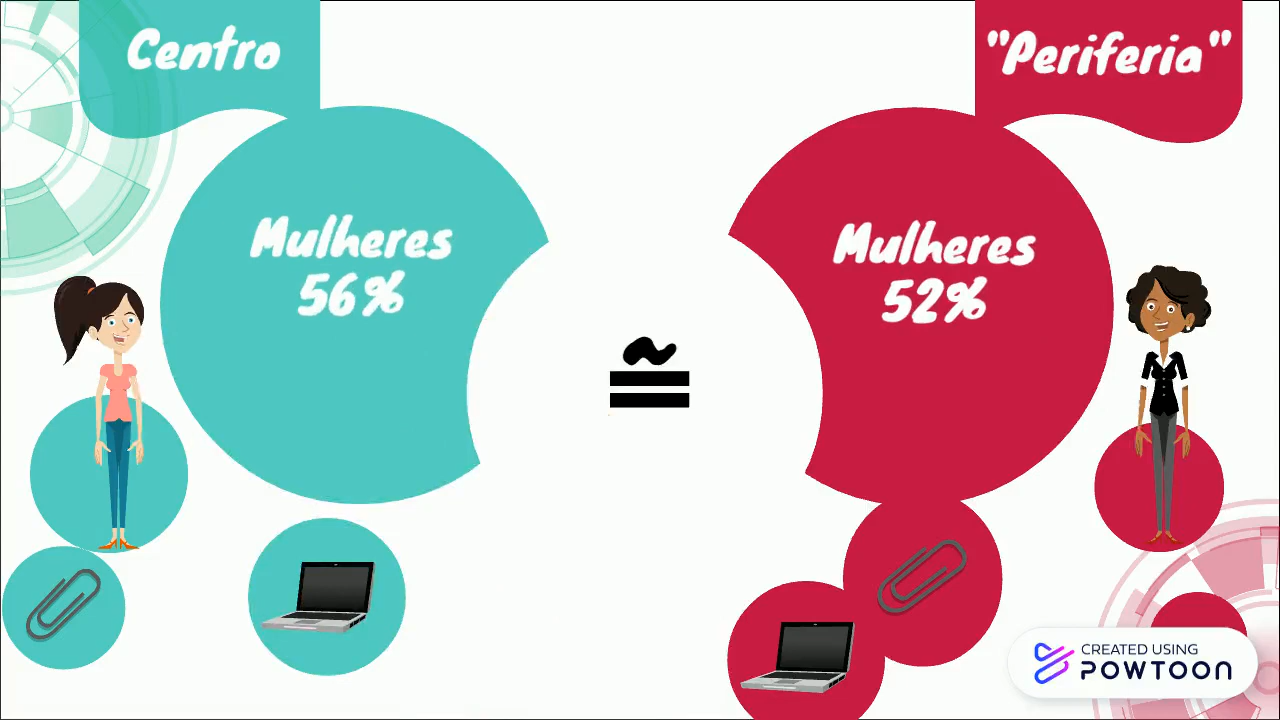 Centro
"Periferia"
Mulheres
56%
Mulheres
52%
≅
CREATED USING
POWTOON